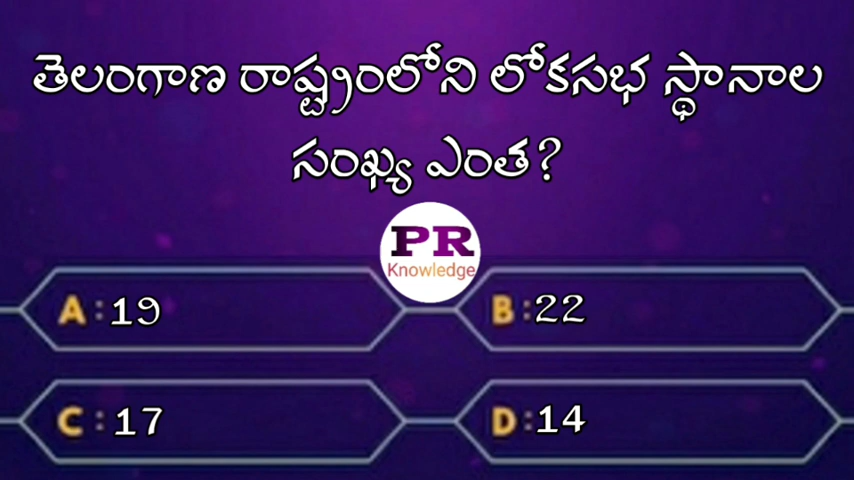 తెలంగాణ రాష్ట్రంలోని లోకసభ స్థానాల
సంఖ్య ఎంత?
PR
Knowledge
A : 19
B : 22
C : 17
D : 14